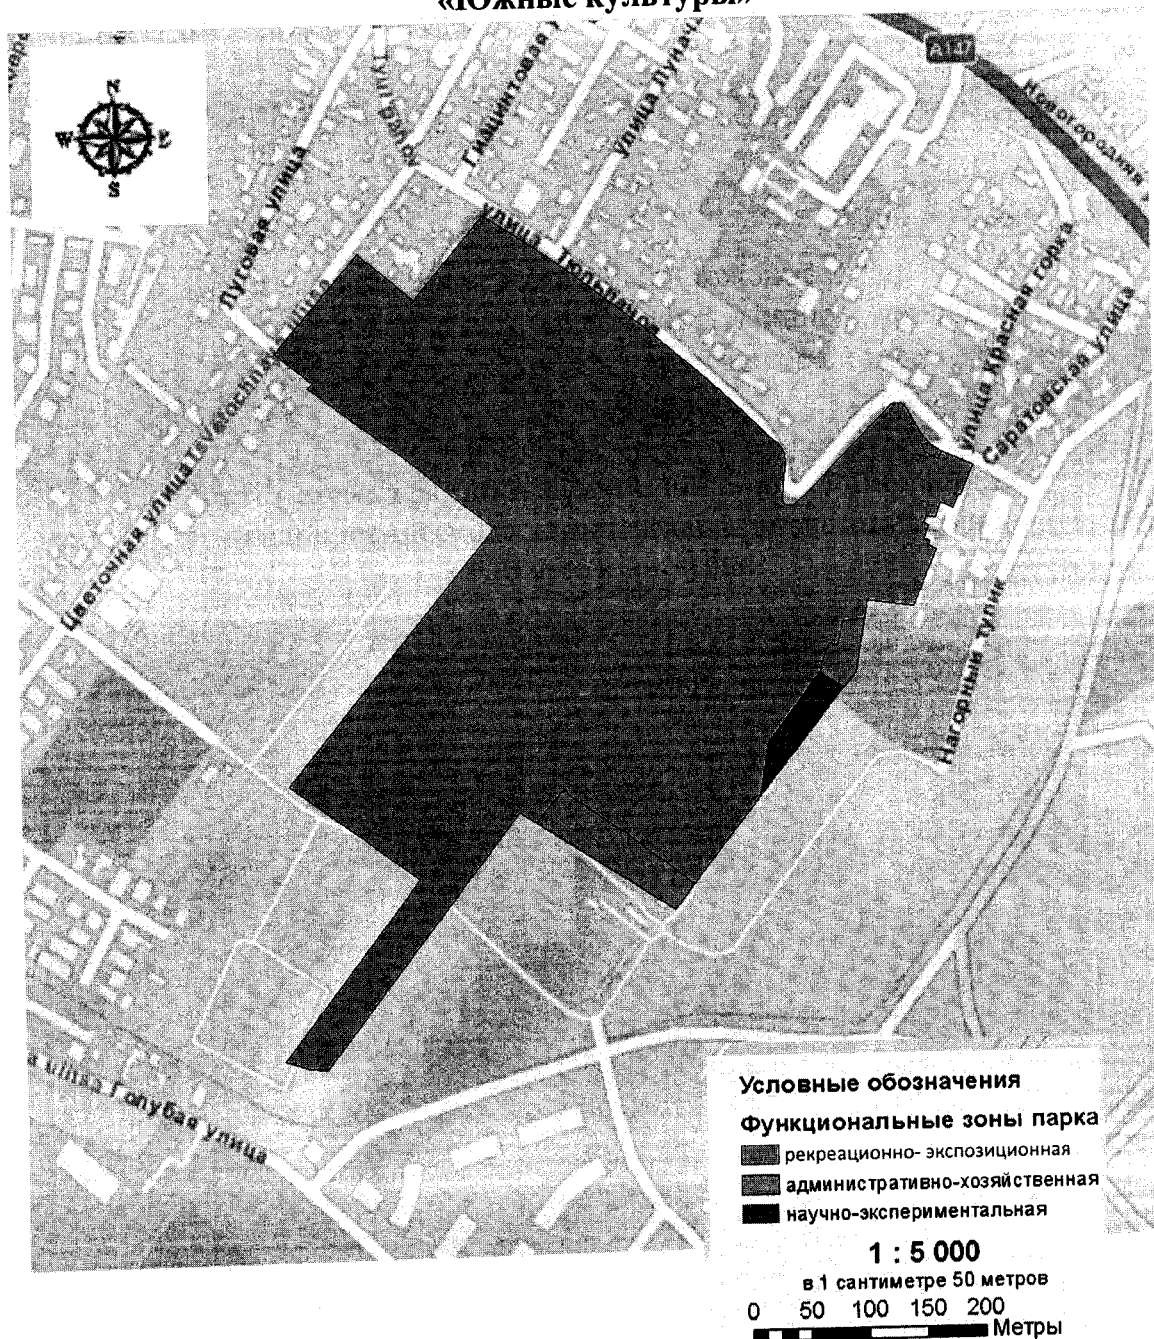 «Южные культуры»
A147
N
W E
S
Гиацинтовая
улица
Луговая улица
улица Тюльпанов
улица Красная горка
Саратовская улица
Цветочная улица
Нагорный тупик
Голубая улица
Условные обозначения
Функциональные зоны парка
рекреационно- экспозиционная
административно-хозяйственная
научно-экспериментальная
1 : 5 000
в 1 сантиметре 50 метров
0 50 100 150 200
Метры